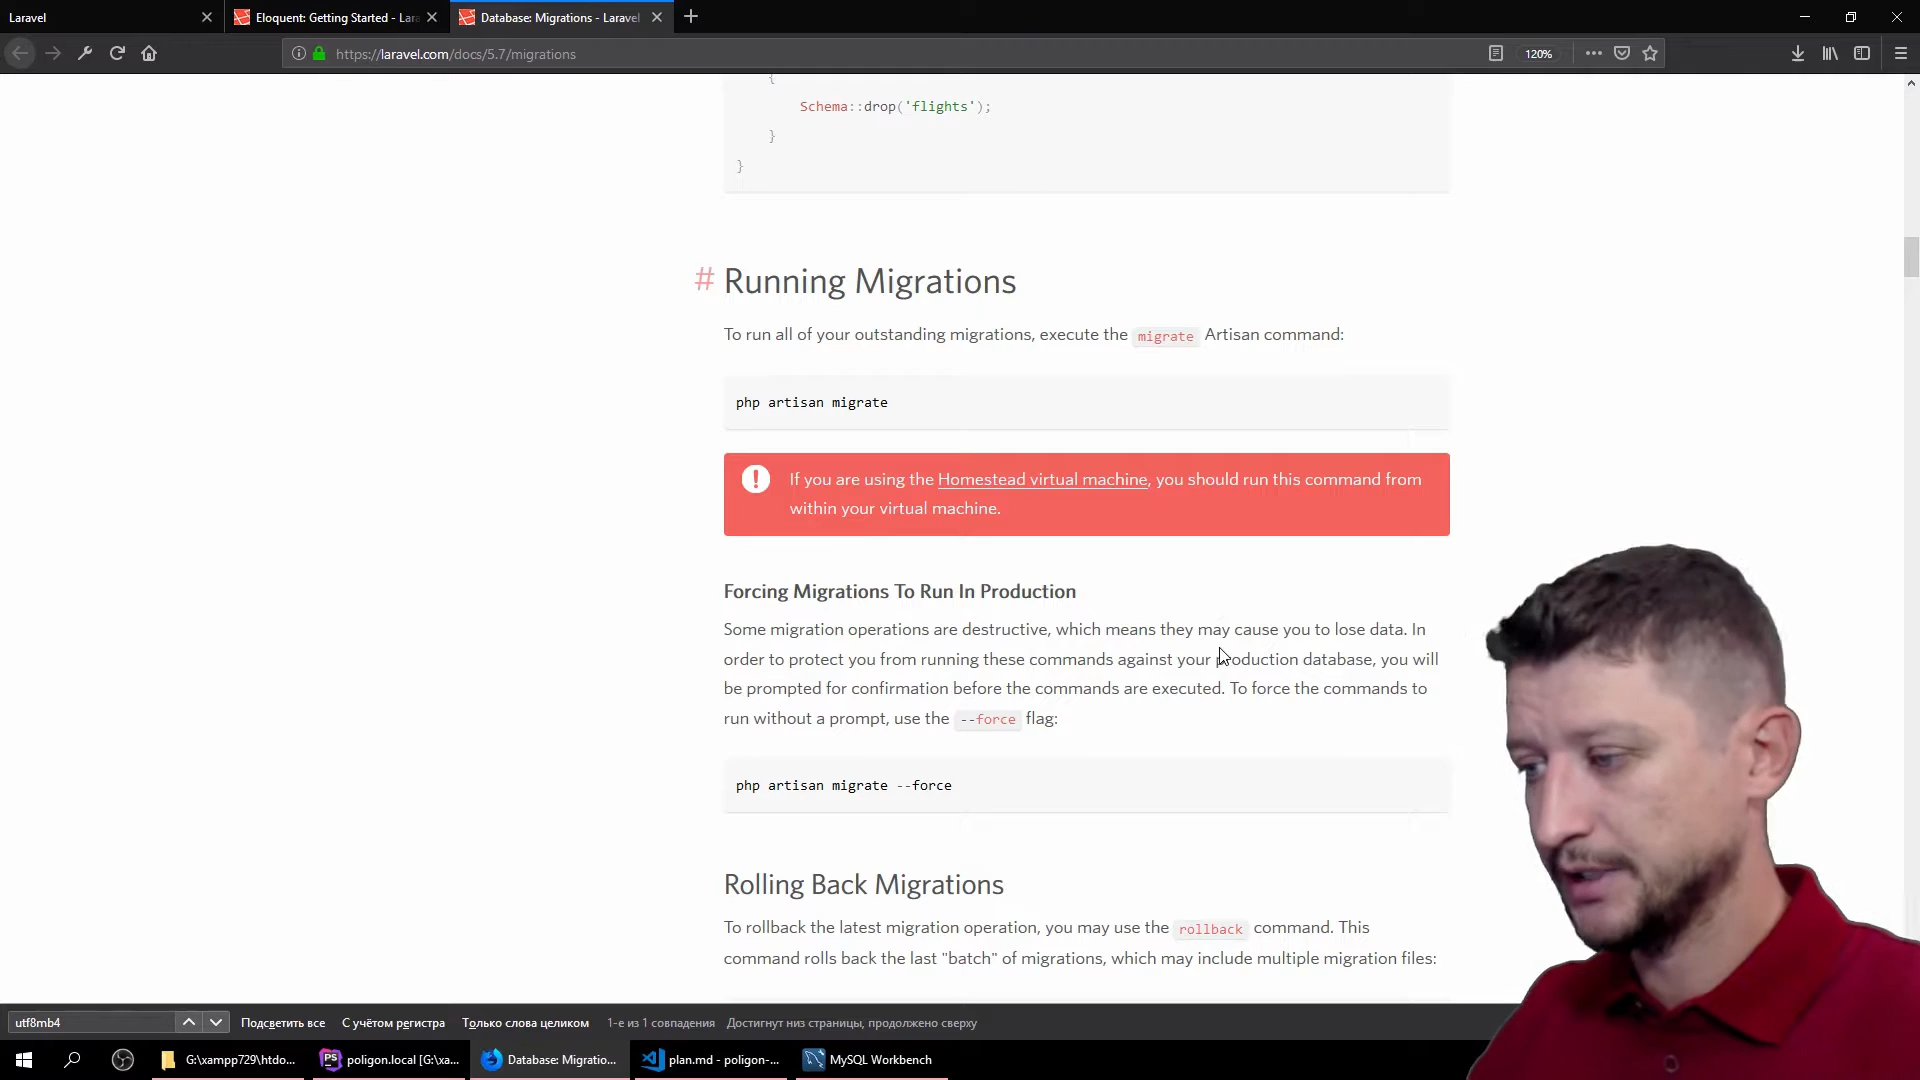 Laravel
Eloquent: Getting Started - Lara
Database: Migrations - Laravel
https://laravel.com/docs/5.7/migrations
120%
{
Schema::drop('flights');
}
}
# Running Migrations
To run all of your outstanding migrations, execute the migrate Artisan command:
php artisan migrate
If you are using the Homestead virtual machine, you should run this command from
within your virtual machine.
Forcing Migrations To Run In Production
Some migration operations are destructive, which means they may cause you to lose data. In
order to protect you from running these commands against your production database, you will
be prompted for confirmation before the commands are executed. To force the commands to
run without a prompt, use the --force flag:
php artisan migrate --force
Rolling Back Migrations
To rollback the latest migration operation, you may use the rollback command. This
command rolls back the last "batch" of migrations, which may include multiple migration files:
utf8mb4
Подсветить все
С учётом регистра
Только слова целиком
1-е из 1 совпадения
Достигнут низ страницы, продолжено сверху
G:\xampp729\htdo...
poligon.local [G:\xa...
Database: Migratio...
plan.md - poligon-...
MySQL Workbench